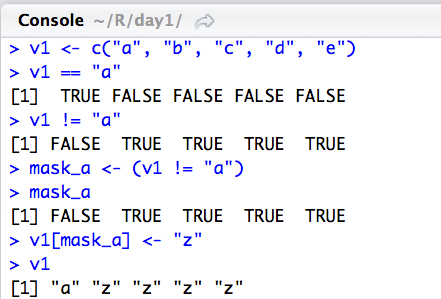 Console ~/R/day1/
> v1 <- c("a", "b", "c", "d", "e")
> v1 == "a"
[1]  TRUE FALSE FALSE FALSE FALSE
> v1 != "a"
[1] FALSE  TRUE  TRUE  TRUE  TRUE
> mask_a <- (v1 != "a")
> mask_a
[1] FALSE  TRUE  TRUE  TRUE  TRUE
> v1[mask_a] <- "z"
> v1
[1] "a" "z" "z" "z" "z"